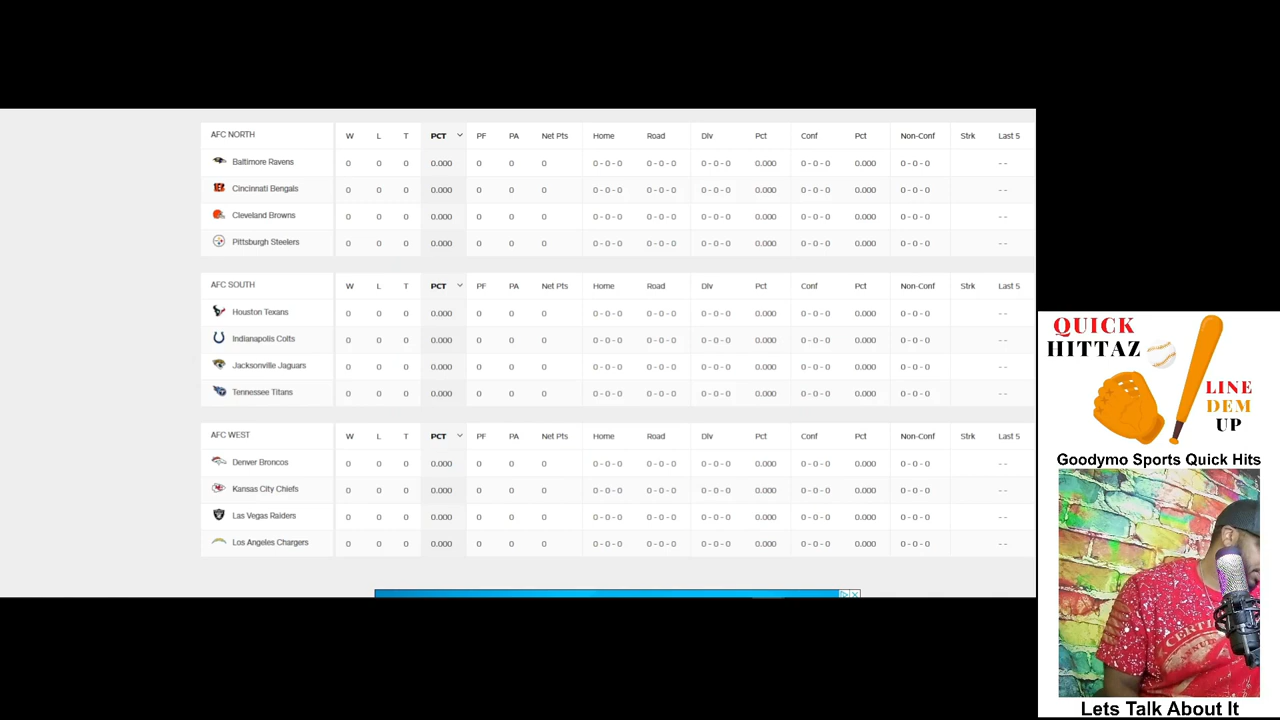 AFC NORTH W L T PCT PF PA Net Pts Home Road Div Pct Conf Pct Non-Conf Strk Last 5
Baltimore Ravens 0 0 0 0.000 0 0 0 0 - 0 - 0 0 - 0 - 0 0 - 0 - 0 0.000 0 - 0 - 0 0.000 0 - 0 - 0 - -
Cincinnati Bengals 0 0 0 0.000 0 0 0 0 - 0 - 0 0 - 0 - 0 0 - 0 - 0 0.000 0 - 0 - 0 0.000 0 - 0 - 0 - -
Cleveland Browns 0 0 0 0.000 0 0 0 0 - 0 - 0 0 - 0 - 0 0 - 0 - 0 0.000 0 - 0 - 0 0.000 0 - 0 - 0 - -
Pittsburgh Steelers 0 0 0 0.000 0 0 0 0 - 0 - 0 0 - 0 - 0 0 - 0 - 0 0.000 0 - 0 - 0 0.000 0 - 0 - 0 - -
AFC SOUTH W L T PCT PF PA Net Pts Home Road Div Pct Conf Pct Non-Conf Strk Last 5
Houston Texans 0 0 0 0.000 0 0 0 0 - 0 - 0 0 - 0 - 0 0 - 0 - 0 0.000 0 - 0 - 0 0.000 0 - 0 - 0 - -
Indianapolis Colts 0 0 0 0.000 0 0 0 0 - 0 - 0 0 - 0 - 0 0 - 0 - 0 0.000 0 - 0 - 0 0.000 0 - 0 - 0 - -
Jacksonville Jaguars 0 0 0 0.000 0 0 0 0 - 0 - 0 0 - 0 - 0 0 - 0 - 0 0.000 0 - 0 - 0 0.000 0 - 0 - 0 - -
Tennessee Titans 0 0 0 0.000 0 0 0 0 - 0 - 0 0 - 0 - 0 0 - 0 - 0 0.000 0 - 0 - 0 0.000 0 - 0 - 0 - -
AFC WEST W L T PCT PF PA Net Pts Home Road Div Pct Conf Pct Non-Conf Strk Last 5
Denver Broncos 0 0 0 0.000 0 0 0 0 - 0 - 0 0 - 0 - 0 0 - 0 - 0 0.000 0 - 0 - 0 0.000 0 - 0 - 0 - -
Kansas City Chiefs 0 0 0 0.000 0 0 0 0 - 0 - 0 0 - 0 - 0 0 - 0 - 0 0.000 0 - 0 - 0 0.000 0 - 0 - 0 - -
Las Vegas Raiders 0 0 0 0.000 0 0 0 0 - 0 - 0 0 - 0 - 0 0 - 0 - 0 0.000 0 - 0 - 0 0.000 0 - 0 - 0 - -
Los Angeles Chargers 0 0 0 0.000 0 0 0 0 - 0 - 0 0 - 0 - 0 0 - 0 - 0 0.000 0 - 0 - 0 0.000 0 - 0 - 0 - -
QUICK
HITTAZ
LINE
DEM
UP
Goodymo Sports Quick Hits
Lets Talk About It